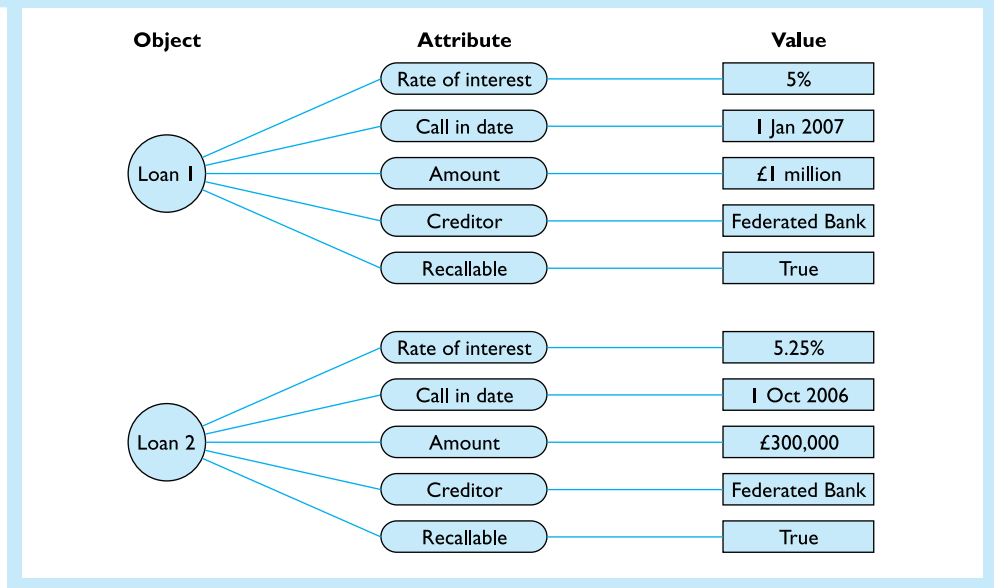 Object Attribute Value
Rate of interest 5%
Call in date 1 Jan 2007
Loan 1 Amount £1 million
Creditor Federated Bank
Recallable True
Rate of interest 5.25%
Call in date 1 Oct 2006
Loan 2 Amount £300,000
Creditor Federated Bank
Recallable True